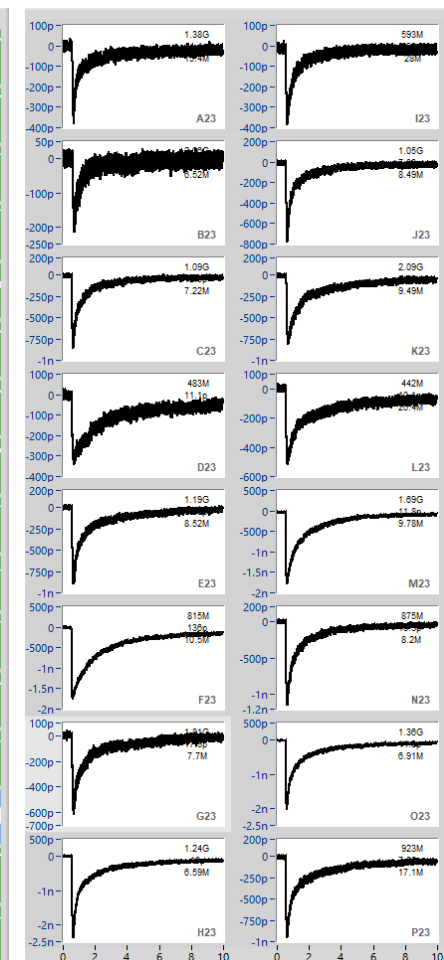 100p
0
-100p
-200p
-300p
-400p
1.38G
A23
100p
0
-100p
-200p
-300p
-400p
593M
28M
I23
50p
0
-100p
-200p
-250p
6.52M
B23
200p
0
-200p
-400p
-600p
-800p
1.05G
8.49M
J23
200p
0
-250p
-500p
-750p
-1n
1.09G
7.22M
C23
200p
0
-250p
-500p
-750p
-1n
2.09G
9.49M
K23
100p
0
-100p
-200p
-300p
-400p
483M
11.1p
D23
100p
0
-200p
-400p
-600p
442M
20.4M
L23
200p
0
-250p
-500p
-750p
-1n
1.19G
8.52M
E23
500p
0
-500p
-1n
-1.5n
-2n
1.69G
11.8p
9.78M
M23
500p
0
-500p
-1n
-1.5n
-2n
815M
136p
10.5M
F23
200p
0
-200p
-400p
-600p
-1n
-1.2n
875M
8.2M
N23
100p
0
-200p
-400p
-600p
-700p
7.7M
G23
500p
0
-1n
-2n
-2.5n
1.36G
6.91M
O23
500p
0
-1n
-2n
-2.5n
1.24G
6.59M
H23
0 2 4 6 8 10
200p
0
-250p
-500p
-750p
-1n
923M
17.1M
P23
0 2 4 6 8 10